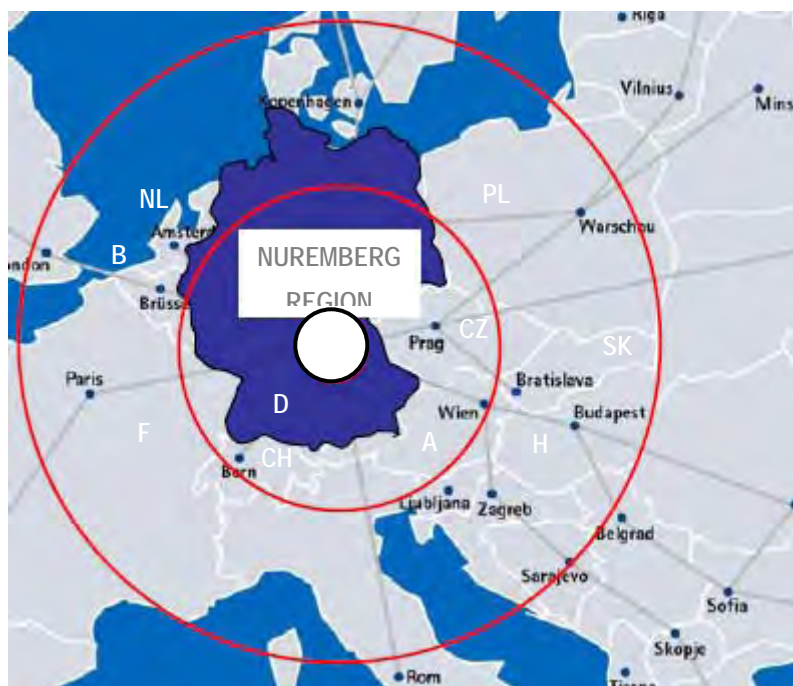 Riga
Vilnius
Mins
Kopenhagen
NL
PL
Amsterd
Warschau
B
ondon
NUREMBERG
REGION
Brüsse
Prag
CZ
SK
Paris
Bratislava
D
Wien
Budapest
F
A
H
CH
Bern
Ljubljana
Zagreb
Belgrad
Sarajevo
Sofia
Skopje
Rom